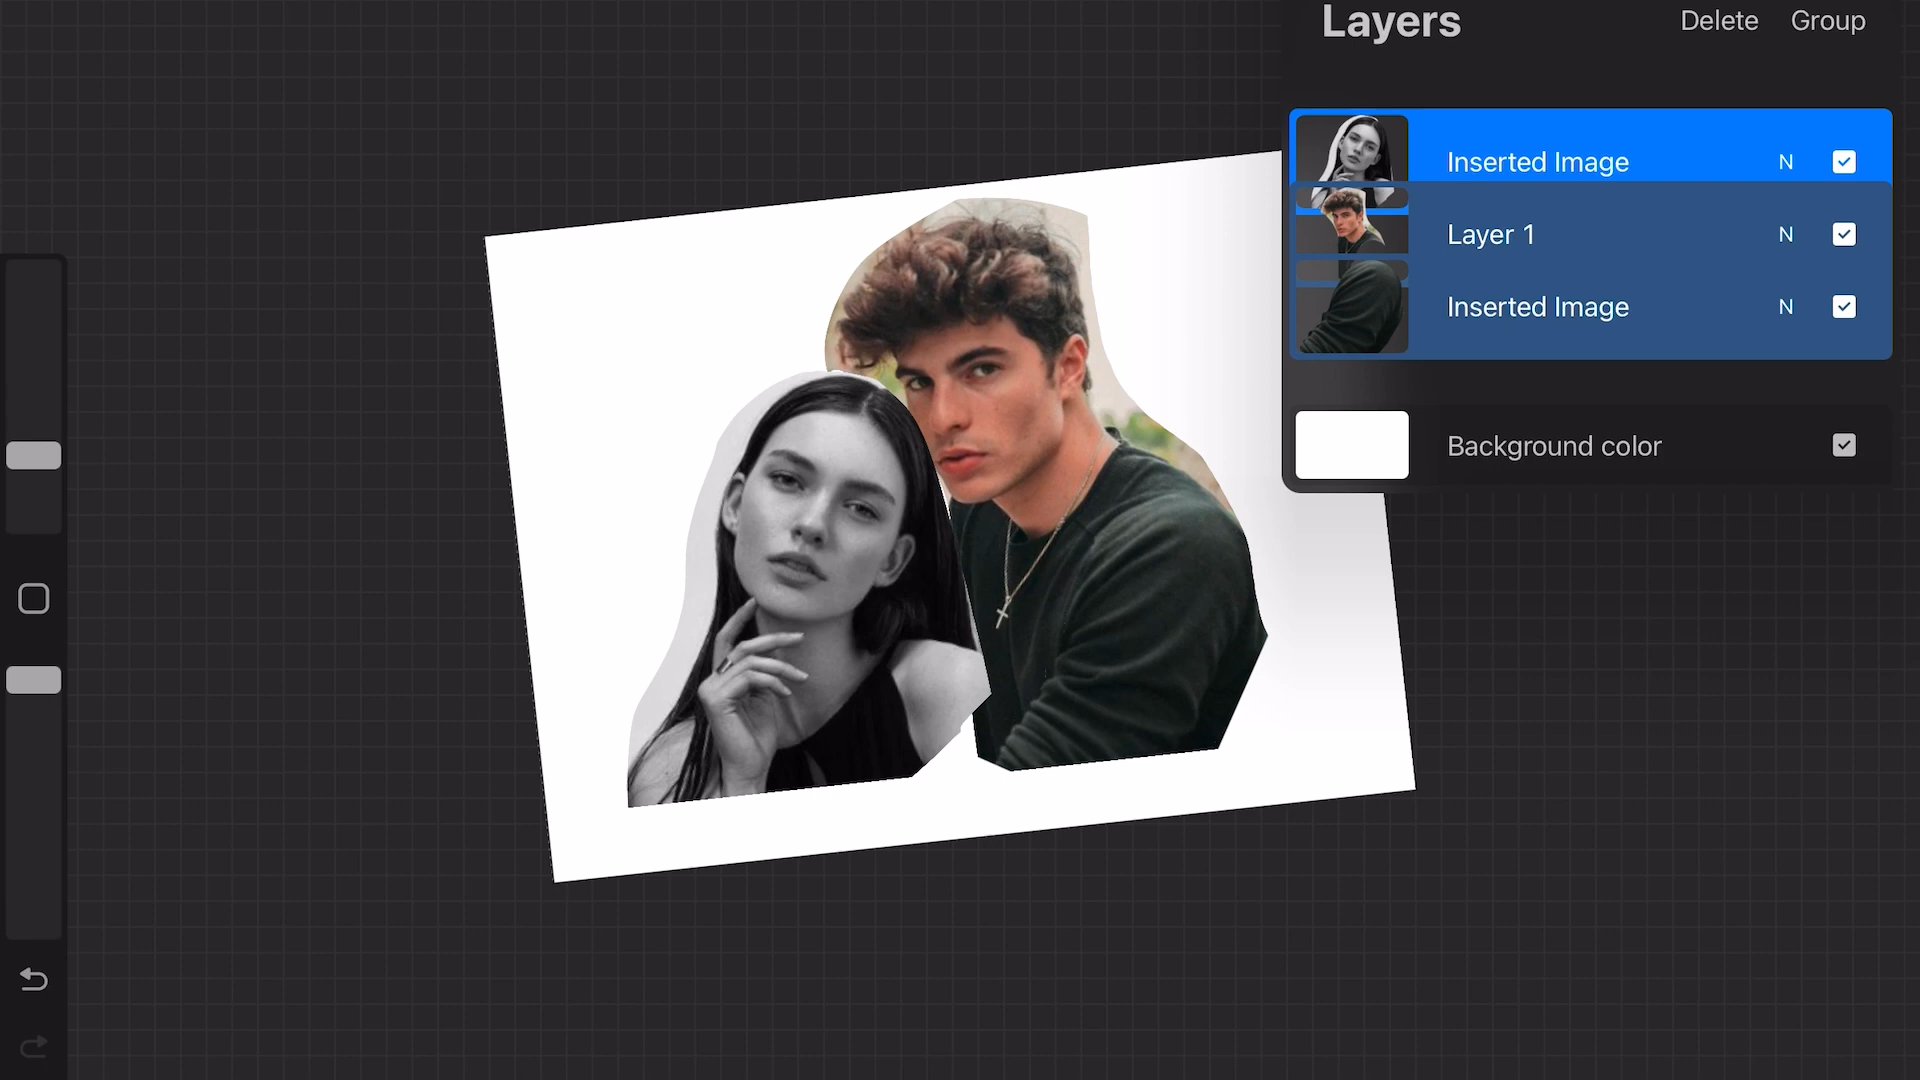 Layers Delete Group
Inserted Image N
Layer 1 N
Inserted Image N
Background color